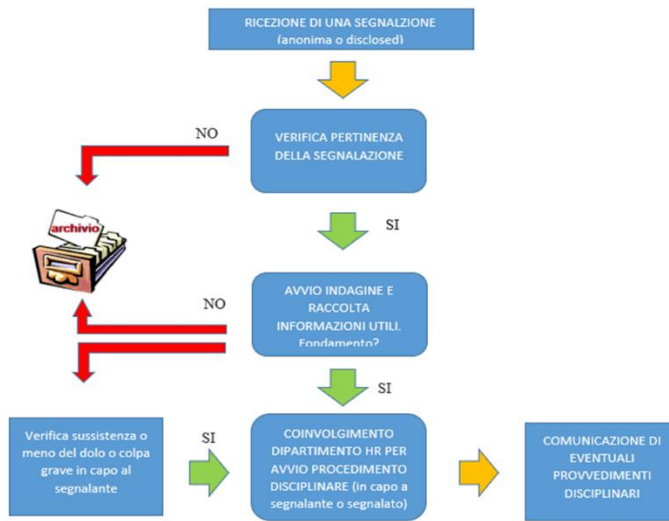 RICEZIONE DI UNA SEGNALZIONE
(anonima o disclosed)
NO
VERIFICA PERTINENZA
DELLA SEGNALAZIONE
archivio
SI
NO
AVVIO INDAGINE E
RACCOLTA
INFORMAZIONI UTILI.
Fondamento?
SI
Verifica sussistenza o
meno del dolo o colpa
grave in capo al
segnalante
SI
COINVOLGIMENTO
DIPARTIMENTO HR PER
AVVIO PROCEDIMENTO
DISCIPLINARE (in capo a
segnalante o segnalato)
COMUNICAZIONE DI
EVENTUALI
PROVVEDIMENTI
DISCIPLINARI